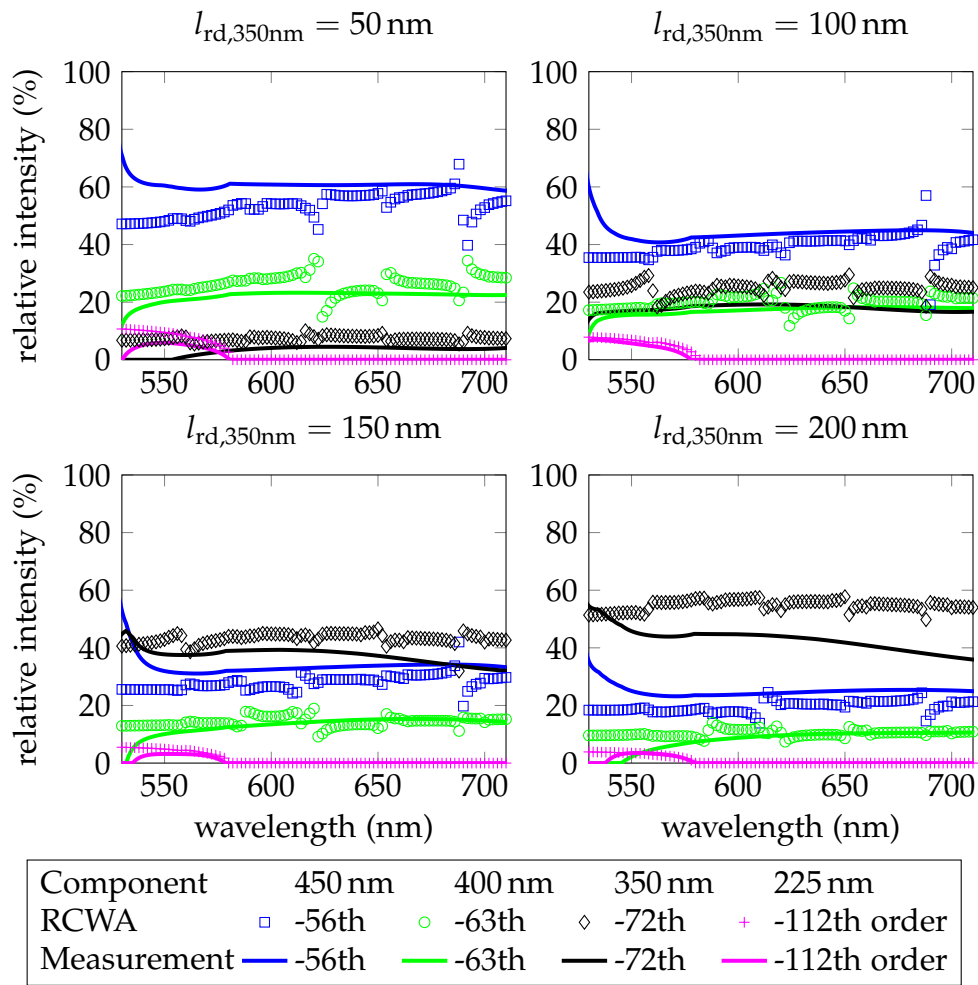 l_rd,350nm = 50 nm
l_rd,350nm = 100 nm
100
80
60
40
20
0
relative intensity (%)
550 600 650 700
100
80
60
40
20
0
550 600 650 700
l_rd,350nm = 150 nm
l_rd,350nm = 200 nm
100
80
60
40
20
0
relative intensity (%)
550 600 650 700
wavelength (nm)
100
80
60
40
20
0
550 600 650 700
wavelength (nm)
Component 450 nm 400 nm 350 nm 225 nm
RCWA -56th -63th -72th -112th order
Measurement -56th -63th -72th -112th order